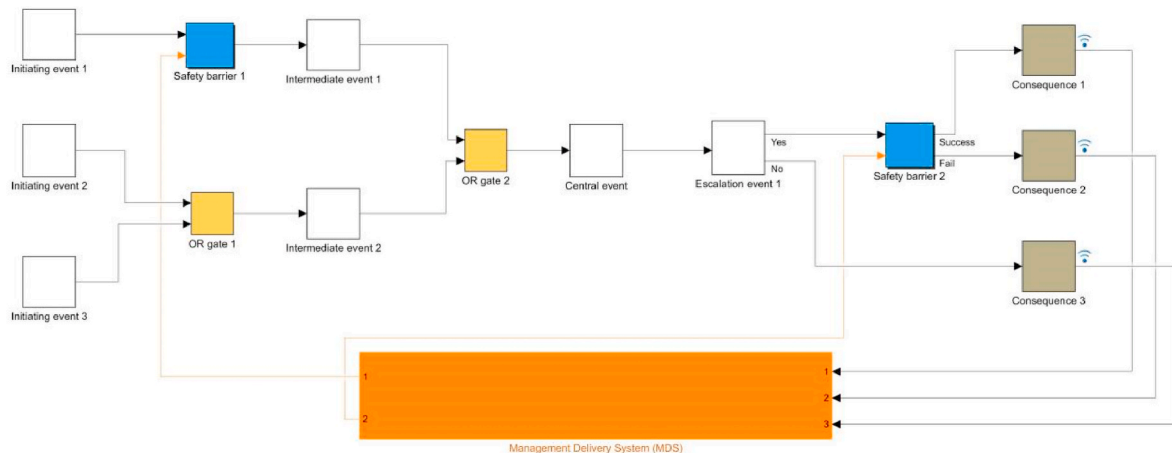 Initiating event 1
Safety barrier 1
Intermediate event 1
Consequence 1
Initiating event 2
OR gate 2
Central event
Yes
No
Escalation event 1
Success
Fail
Safety barrier 2
Consequence 2
OR gate 1
Intermediate event 2
Initiating event 3
Consequence 3
1
2
1
2
3
Management Delivery System (MDS)